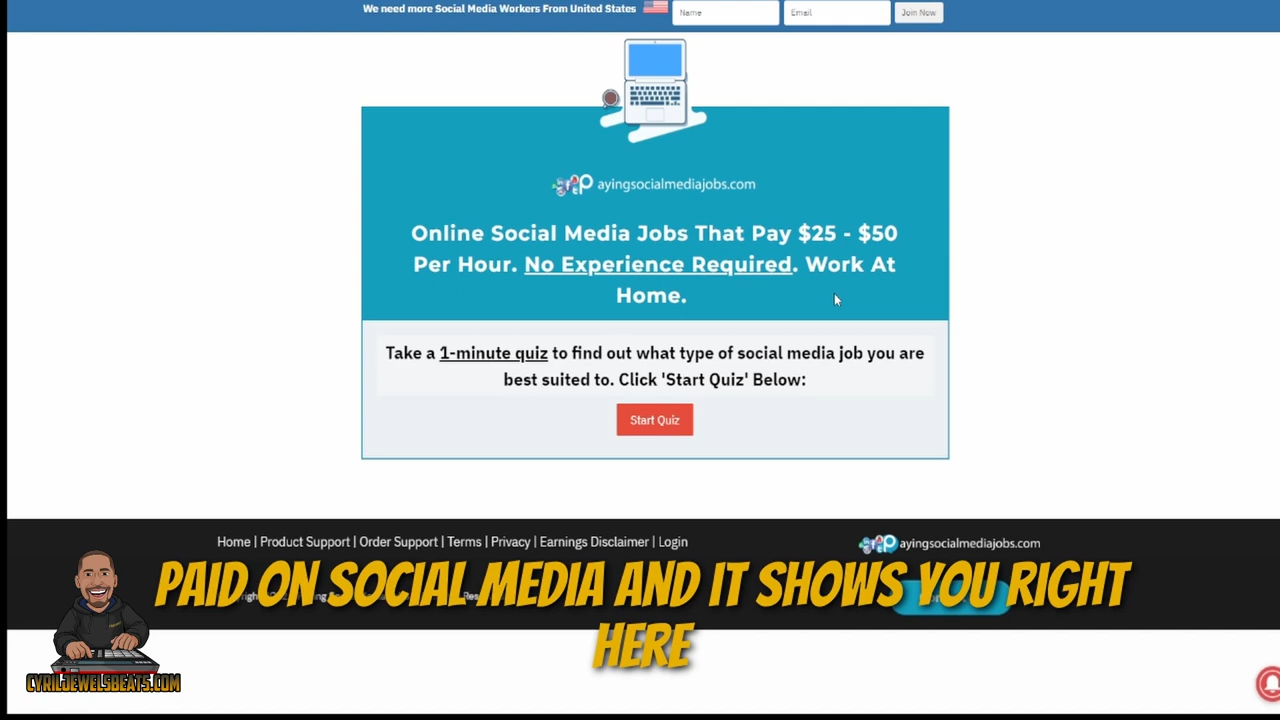 We need more Social Media Workers From United States
Name
Email
Join Now
ayingsocialmediajobs.com
Online Social Media Jobs That Pay $25 - $50
Per Hour. No Experience Required. Work At
Home.
Take a 1-minute quiz to find out what type of social media job you are
best suited to. Click 'Start Quiz' Below:
Start Quiz
Home | Product Support | Order Support | Terms | Privacy | Earnings Disclaimer | Login
ayingsocialmediajobs.com
PAID ON SOCIAL MEDIA AND IT SHOWS YOU RIGHT
HERE
CYRILJEWELSBEATS.COM